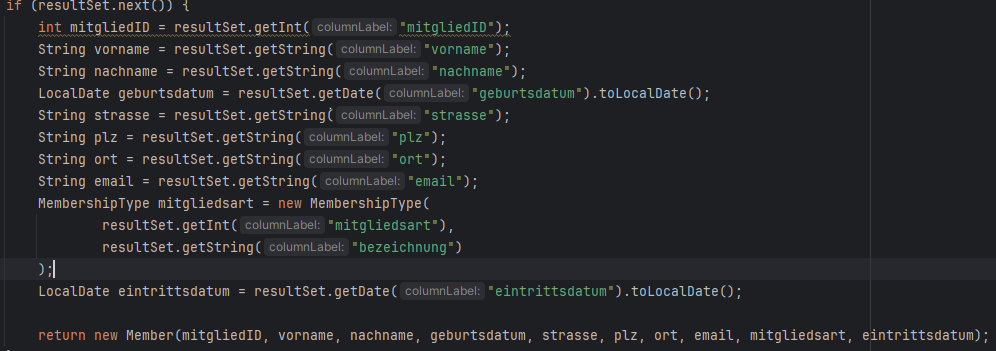 if (resultSet.next()) {
int mitgliedID = resultSet.getInt( columnLabel: "mitgliedID");
String vorname = resultSet.getString( columnLabel: "vorname");
String nachname = resultSet.getString( columnLabel: "nachname");
LocalDate geburtsdatum = resultSet.getDate( columnLabel: "geburtsdatum").toLocalDate();
String strasse = resultSet.getString( columnLabel: "strasse");
String plz = resultSet.getString( columnLabel: "plz");
String ort = resultSet.getString( columnLabel: "ort");
String email = resultSet.getString( columnLabel: "email");
MembershipType mitgliedsart = new MembershipType(
resultSet.getInt( columnLabel: "mitgliedsart"),
resultSet.getString( columnLabel: "bezeichnung")
);
LocalDate eintrittsdatum = resultSet.getDate( columnLabel: "eintrittsdatum").toLocalDate();
return new Member(mitgliedID, vorname, nachname, geburtsdatum, strasse, plz, ort, email, mitgliedsart, eintrittsdatum);